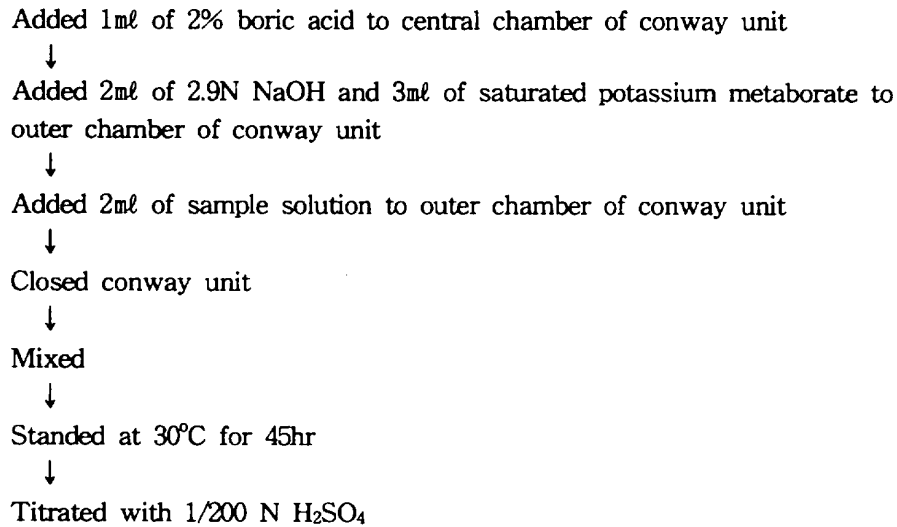 Added 1㎖ of 2% boric acid to central chamber of conway unit
↓
Added 2㎖ of 2.9N NaOH and 3㎖ of saturated potassium metaborate to
outer chamber of conway unit
↓
Added 2㎖ of sample solution to outer chamber of conway unit
↓
Closed conway unit
↓
Mixed
↓
Standed at 30℃ for 45hr
↓
Titrated with 1/200 N H₂SO₄